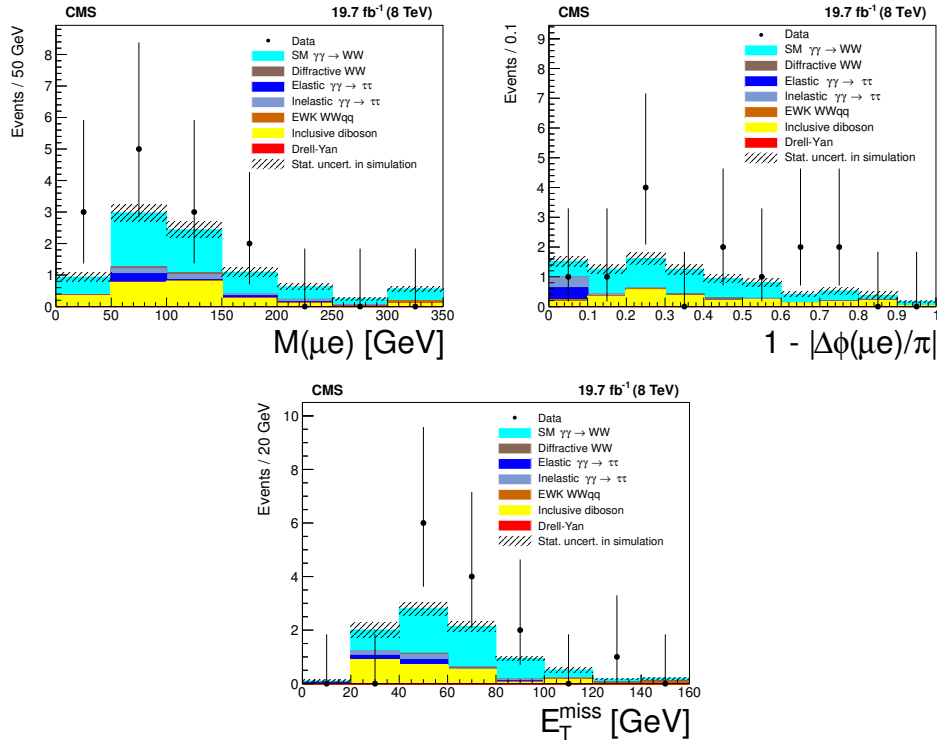 CMS 19.7 fb⁻¹ (8 TeV)
Events / 50 GeV
8
7
6
5
4
3
2
1
0
Data
SM γγ → WW
Diffractive WW
Elastic γγ → ττ
Inelastic γγ → ττ
EWK WWqq
Inclusive diboson
Drell-Yan
Stat. uncert. in simulation
0 50 100 150 200 250 300 350
M(μe) [GeV]
CMS 19.7 fb⁻¹ (8 TeV)
Events / 0.1
9
8
7
6
5
4
3
2
1
0
Data
SM γγ → WW
Diffractive WW
Elastic γγ → ττ
Inelastic γγ → ττ
EWK WWqq
Inclusive diboson
Drell-Yan
Stat. uncert. in simulation
0 0.1 0.2 0.3 0.4 0.5 0.6 0.7 0.8 0.9 1
1 - |Δϕ(μe)/π|
CMS 19.7 fb⁻¹ (8 TeV)
Events / 20 GeV
10
8
6
4
2
0
Data
SM γγ → WW
Diffractive WW
Elastic γγ → ττ
Inelastic γγ → ττ
EWK WWqq
Inclusive diboson
Drell-Yan
Stat. uncert. in simulation
0 20 40 60 80 100 120 140 160
E_T^miss [GeV]